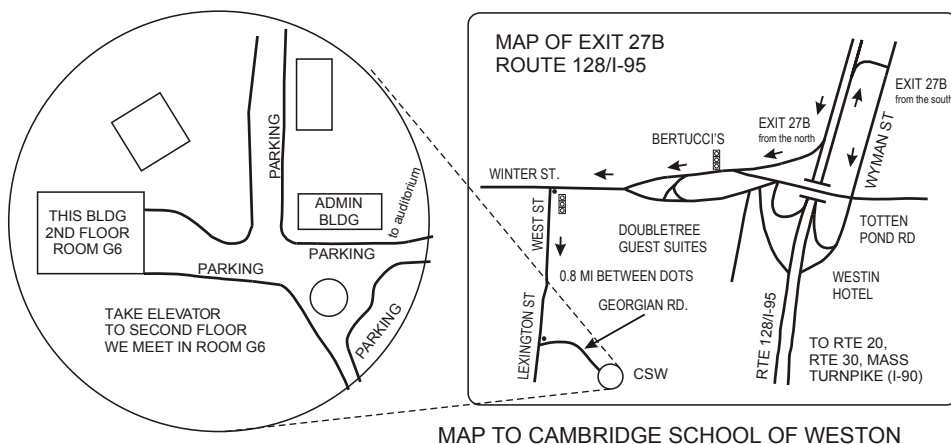 PARKING
THIS BLDG
2ND FLOOR
ROOM G6
ADMIN
BLDG
to auditorium
PARKING
PARKING
PARKING
TAKE ELEVATOR
TO SECOND FLOOR
WE MEET IN ROOM G6
MAP OF EXIT 27B
ROUTE 128/I-95
EXIT 27B
from the south
EXIT 27B
from the north
WYMAN ST
BERTUCCI'S
WINTER ST.
WEST ST
DOUBLETREE
GUEST SUITES
TOTTEN
POND RD
0.8 MI BETWEEN DOTS
WESTIN
HOTEL
GEORGIAN RD.
LEXINGTON ST
RTE 128/I-95
TO RTE 20,
RTE 30, MASS
TURNPIKE (I-90)
CSW
MAP TO CAMBRIDGE SCHOOL OF WESTON